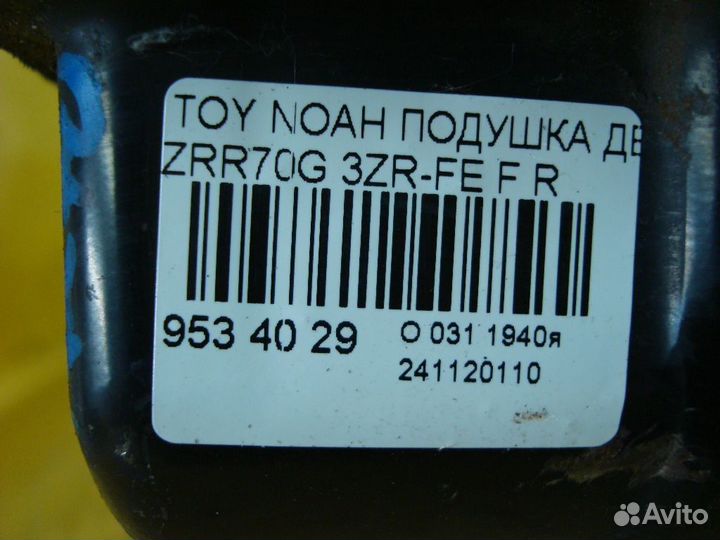 TOY NOAH ПОДУШКА ДВ
ZRR70G 3ZR-FE F R
953 40 29
О 031 1940я
241120110
Avito